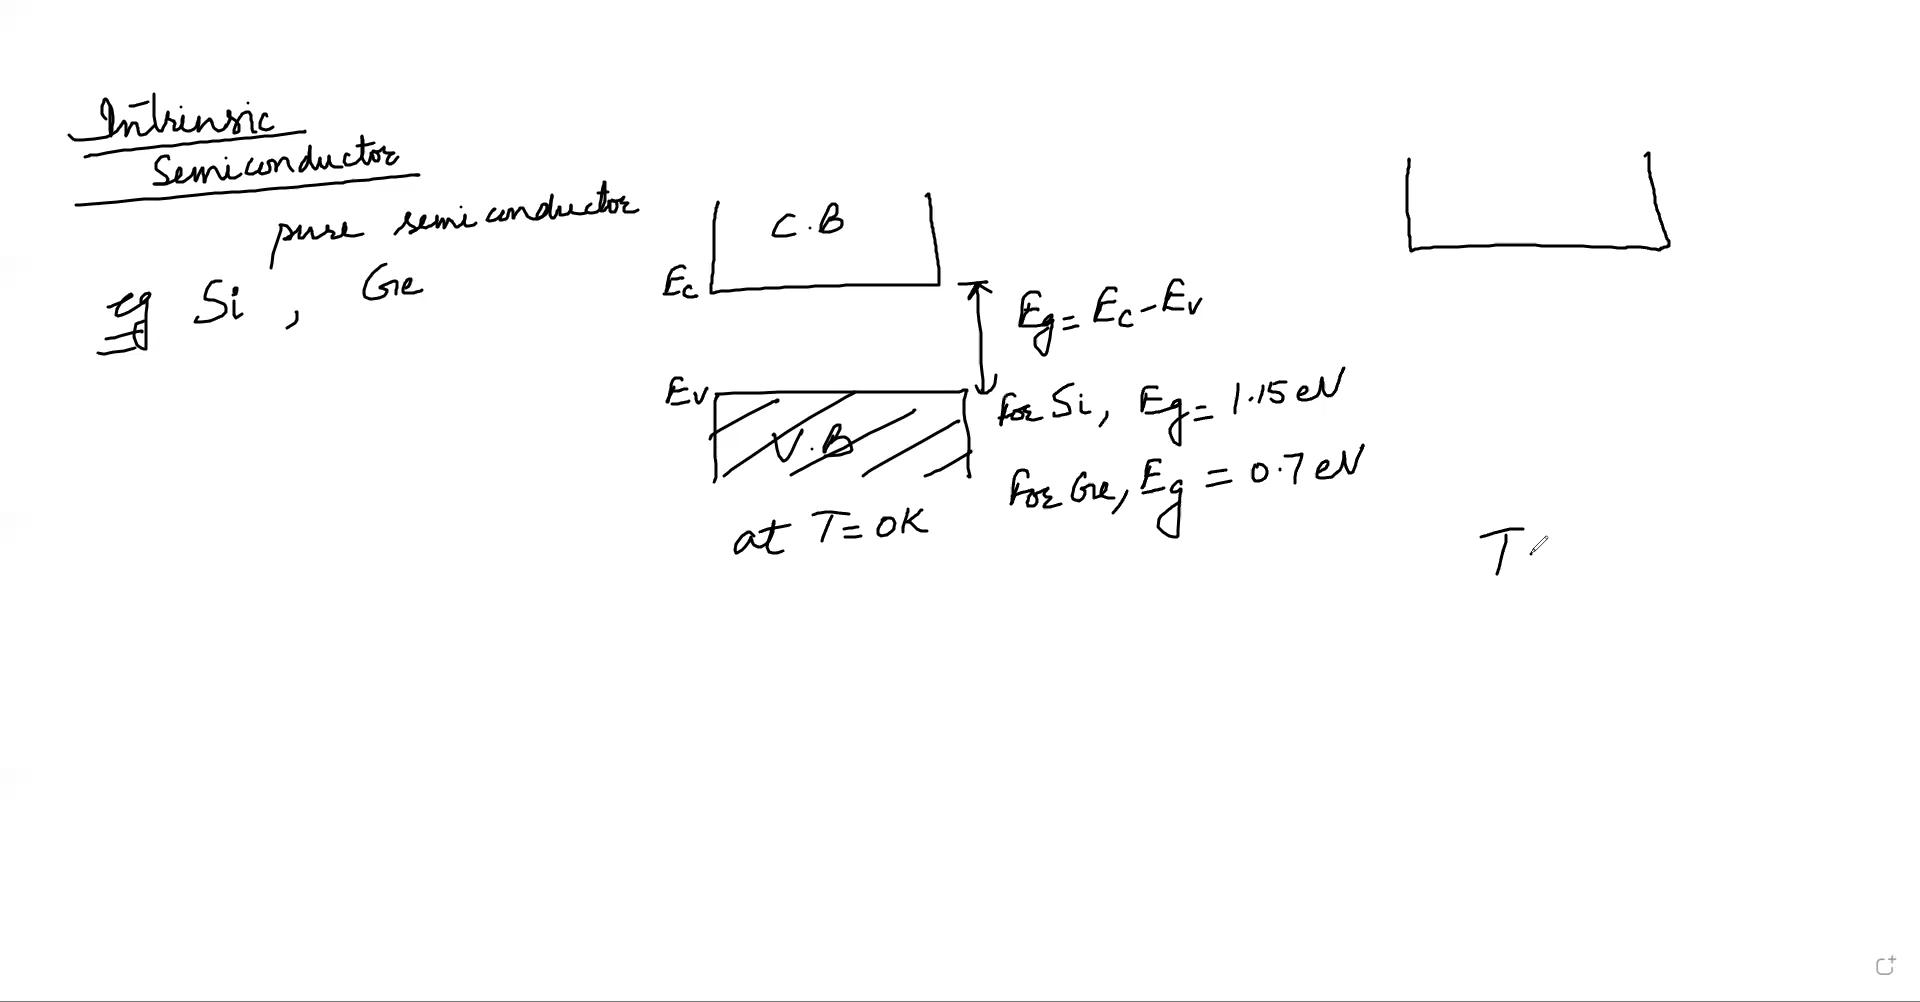 Intrinsic
Semiconductor
pure semiconductor
eg Si , Ge
C.B
Ec
Eg = Ec - Ev
Ev
V.B
For Si, Eg = 1.15 eV
For Ge, Eg = 0.7 eV
at T = 0K
T